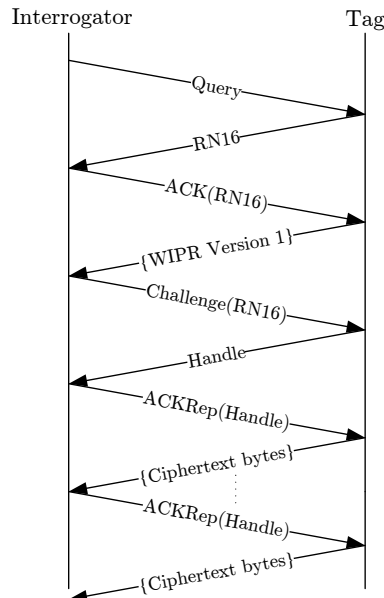 Interrogator
Tag
Query
RN16
ACK(RN16)
{WIPR Version 1}
Challenge(RN16)
Handle
ACKRep(Handle)
{Ciphertext bytes}
ACKRep(Handle)
{Ciphertext bytes}